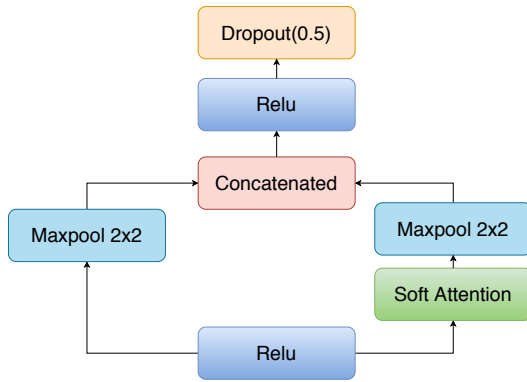 Dropout(0.5)
Relu
Concatenated
Maxpool 2x2
Maxpool 2x2
Soft Attention
Relu